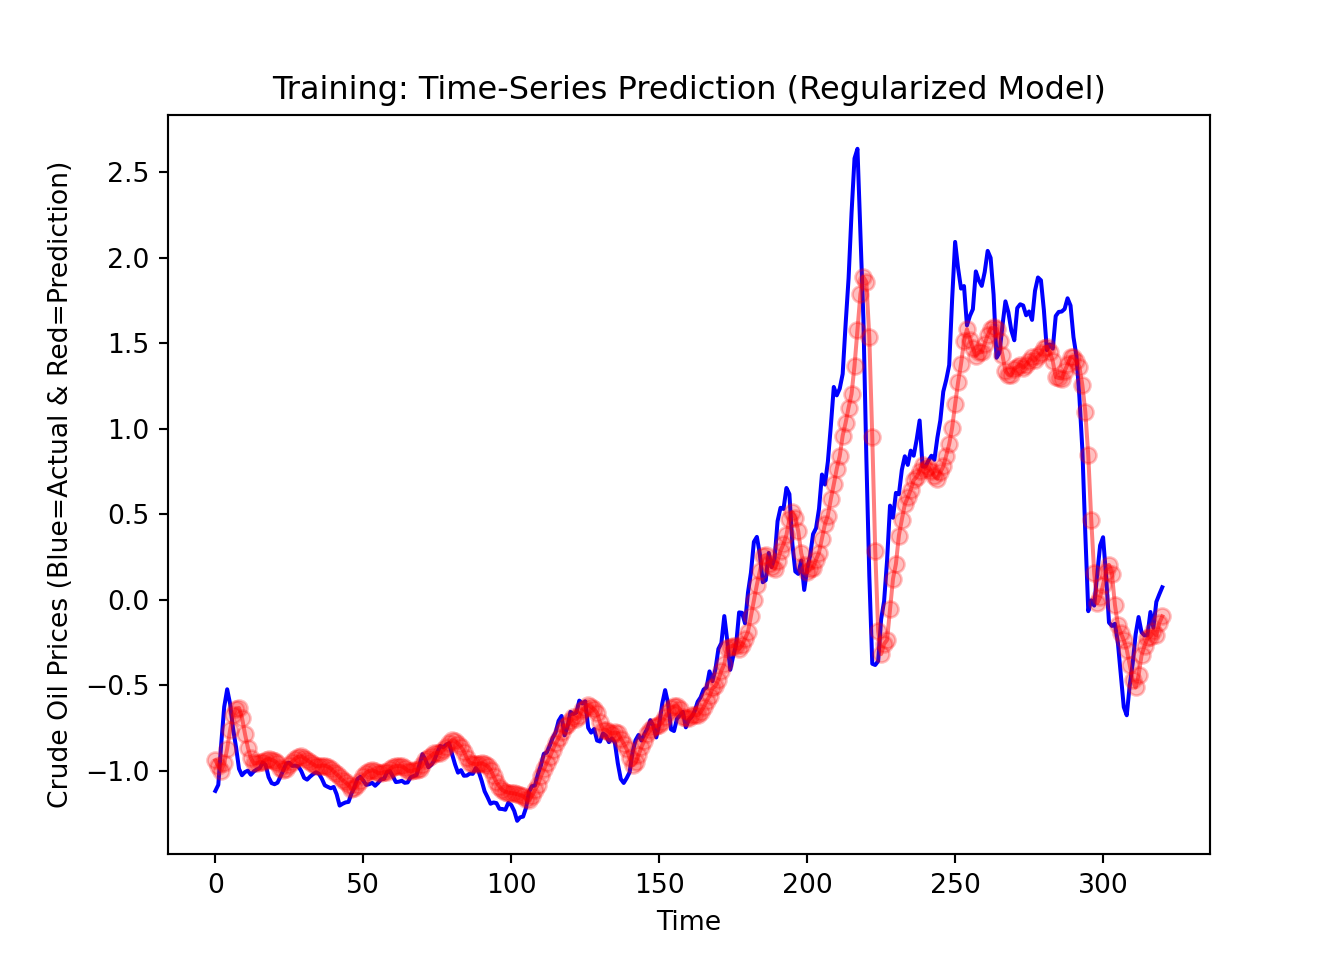 Training: Time-Series Prediction (Regularized Model)
Crude Oil Prices (Blue=Actual & Red=Prediction)
2.5
2.0
1.5
1.0
0.5
0.0
−0.5
−1.0
0 50 100 150 200 250 300
Time